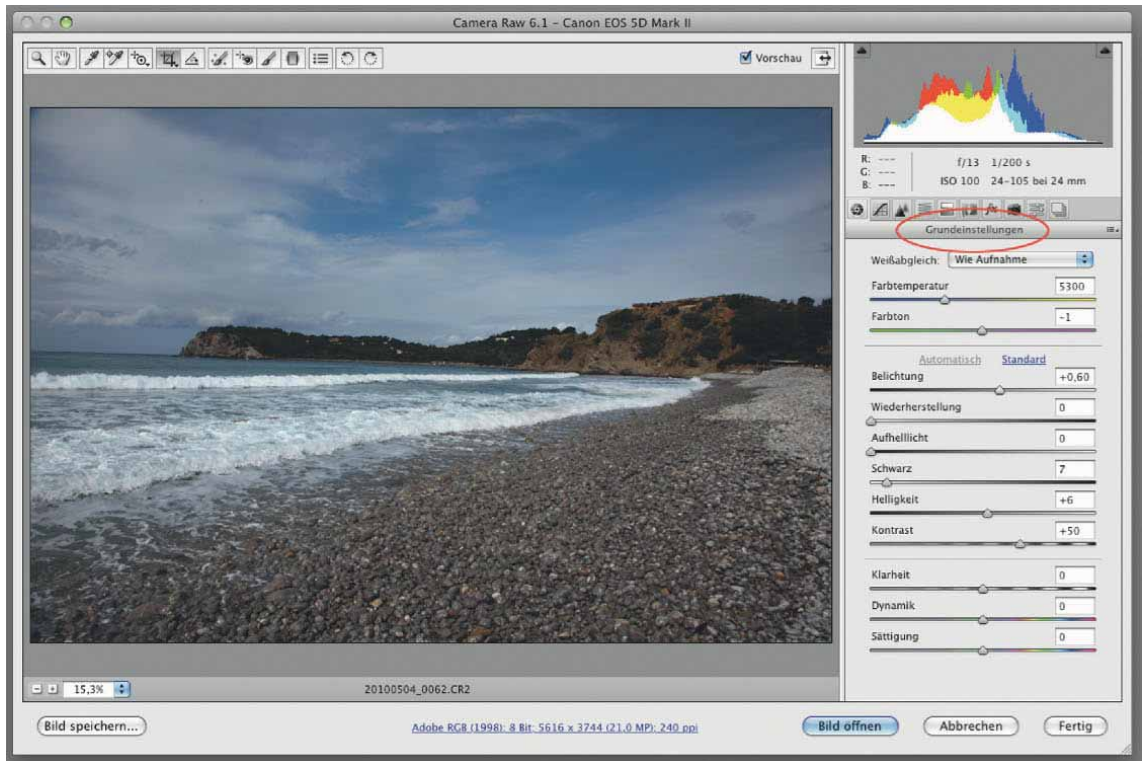 Camera Raw 6.1 – Canon EOS 5D Mark II
Vorschau
R: ---
G: ---
B: ---
f/13 1/200 s
ISO 100 24-105 bei 24 mm
Grundeinstellungen
Weißabgleich: Wie Aufnahme
Farbtemperatur 5300
Farbton -1
Automatisch Standard
Belichtung +0,60
Wiederherstellung 0
Aufhelllicht 0
Schwarz 7
Helligkeit +6
Kontrast +50
Klarheit 0
Dynamik 0
Sättigung 0
15,3% 20100504_0062.CR2
Bild speichern... Adobe RGB (1998); 8 Bit; 5616 x 3744 (21,0 MP); 240 ppi Bild öffnen Abbrechen Fertig